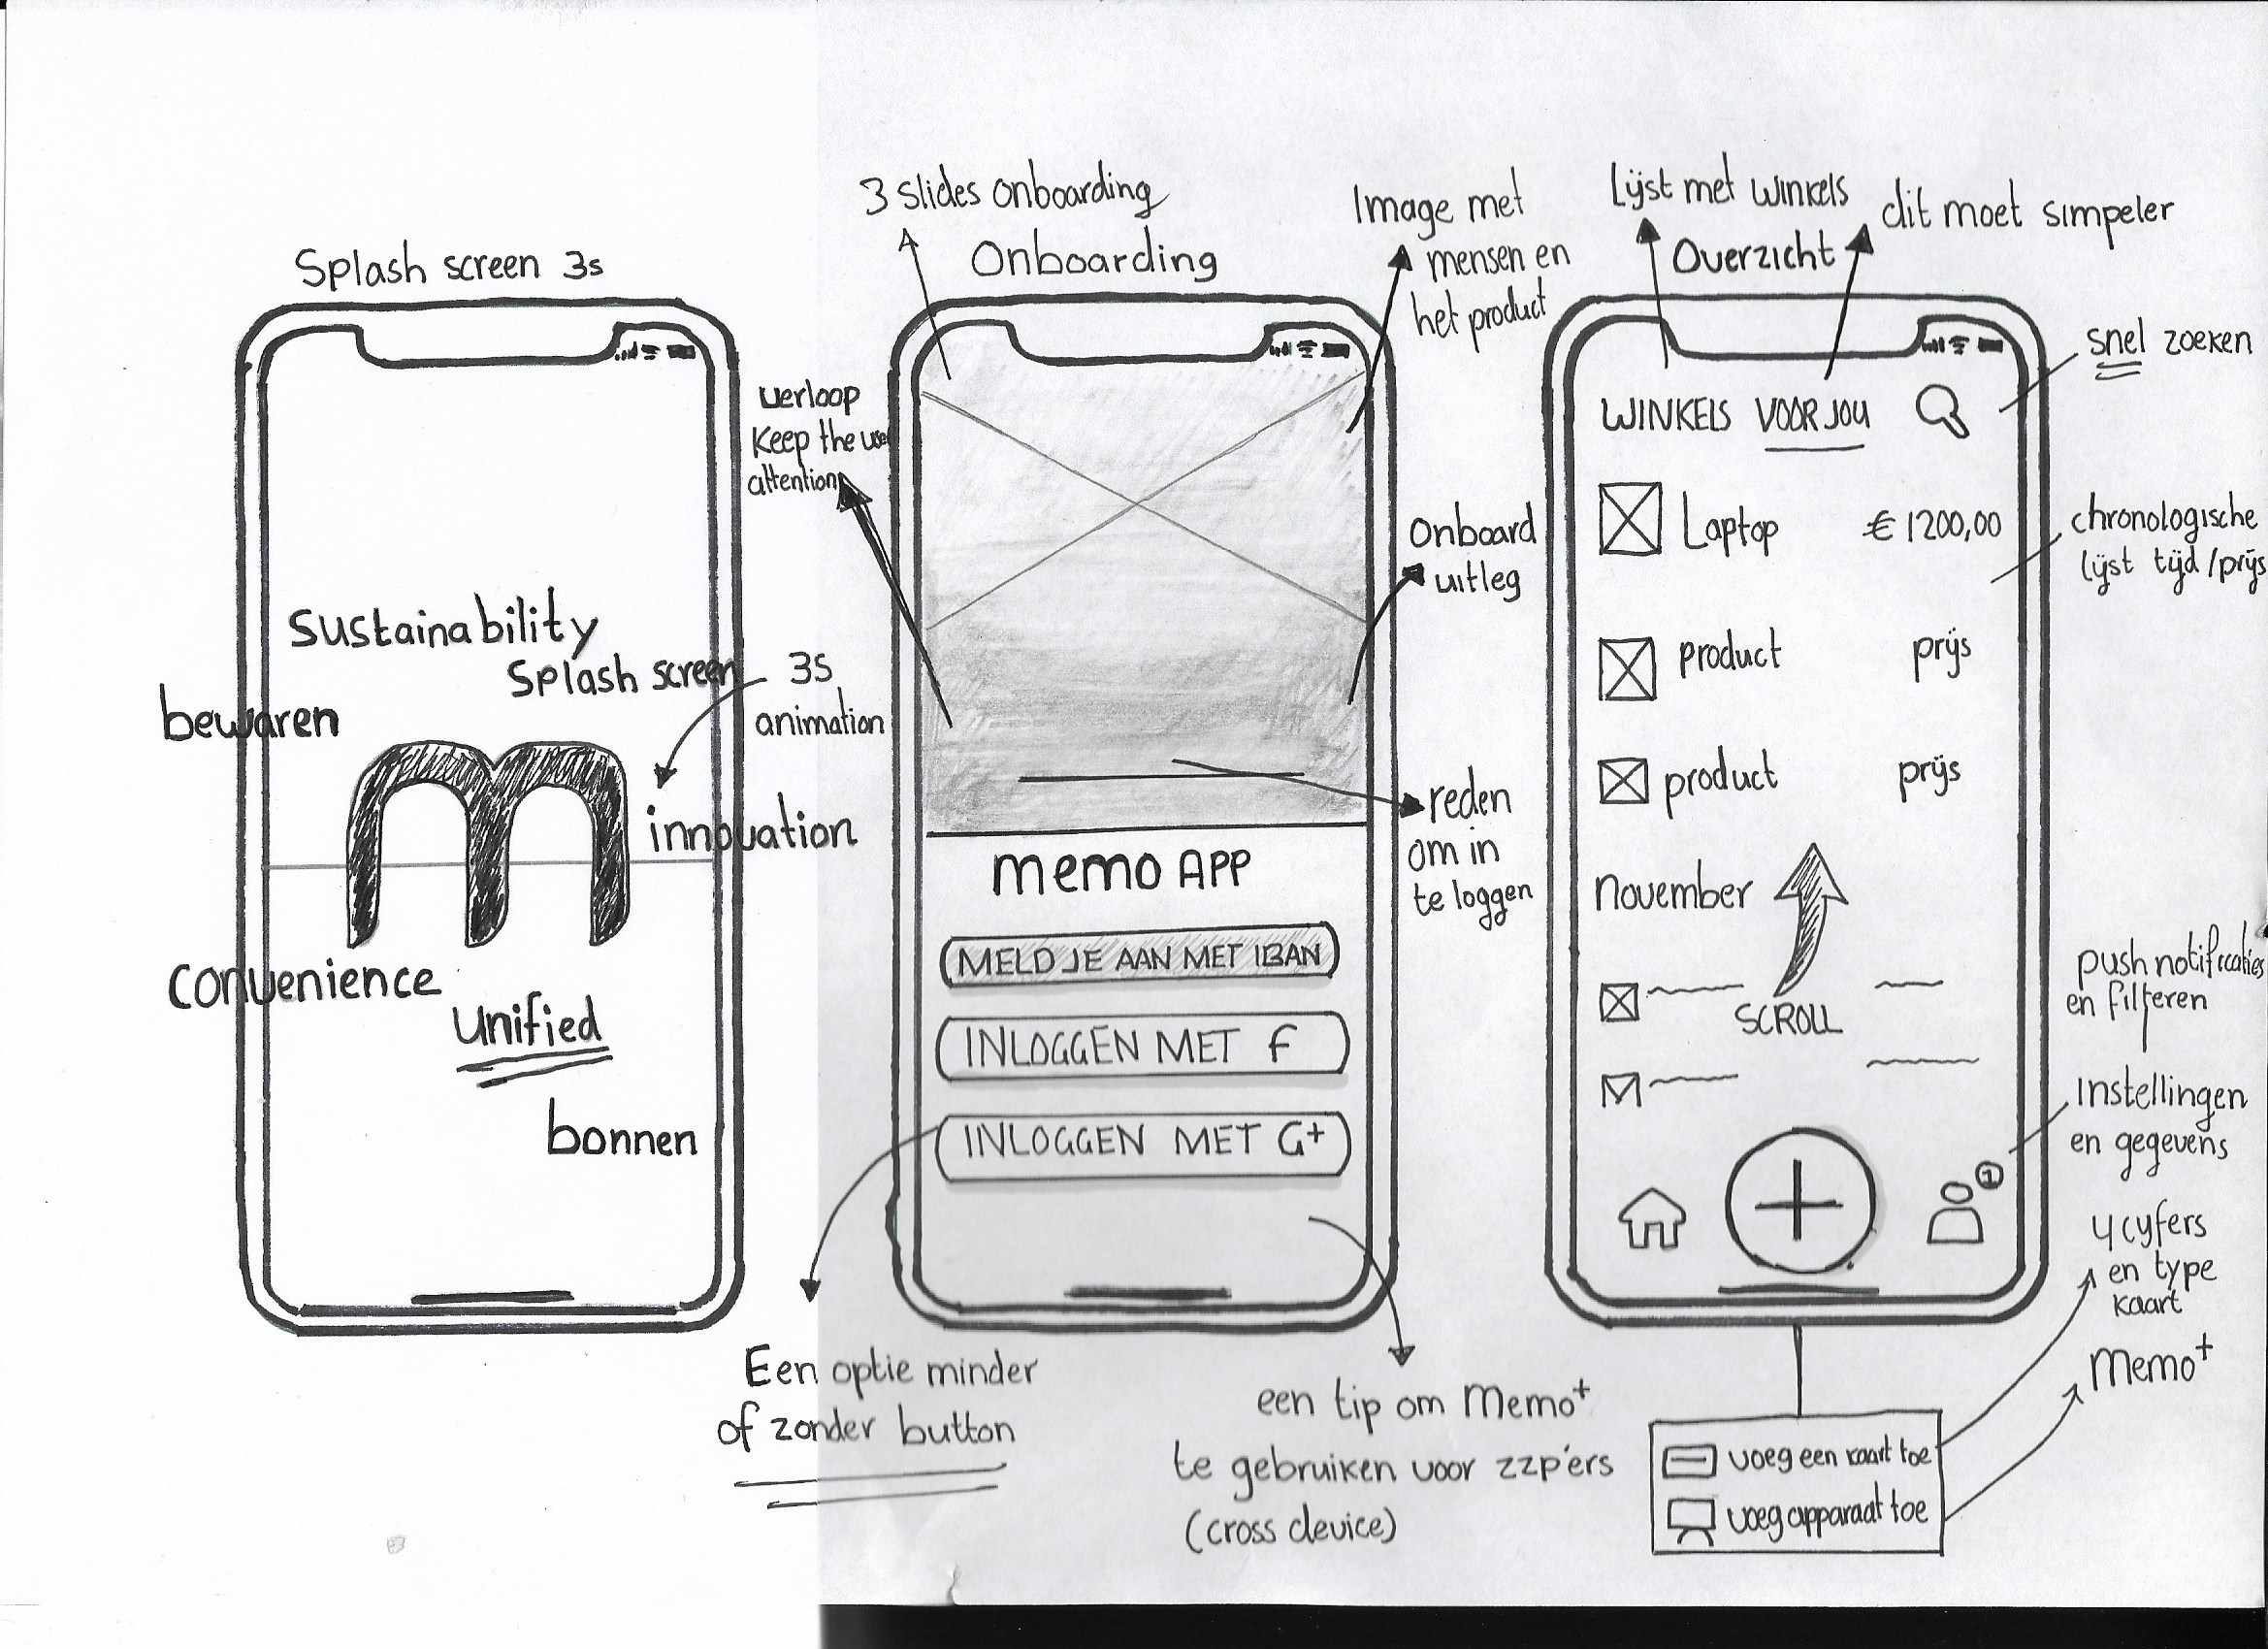 Splash screen 3s
Sustainability
Splash screen
3s
animation
bewaren
m
innovation
convenience
unified
bonnen
3 slides onboarding
Onboarding
Image met
mensen en
het product
verloop
Keep the user
attention
Onboard
uitleg
reden
om in
te loggen
memo APP
MELD JE AAN MET IBAN
INLOGGEN MET f
INLOGGEN MET G+
Een optie minder
of zonder button
een tip om Memo+
te gebruiken voor zzp'ers
(cross device)
Lijst met winkels
dit moet simpeler
Overzicht
snel zoeken
WINKELS VOOR JOU
Laptop € 1200,00
chronologische
lijst tijd/prijs
product prijs
product prijs
november
SCROLL
push notificaties
en filteren
instellingen
en gegevens
1
4 cyfers
en type
kaart
Memo+
voeg een kaart toe
voeg apparaat toe